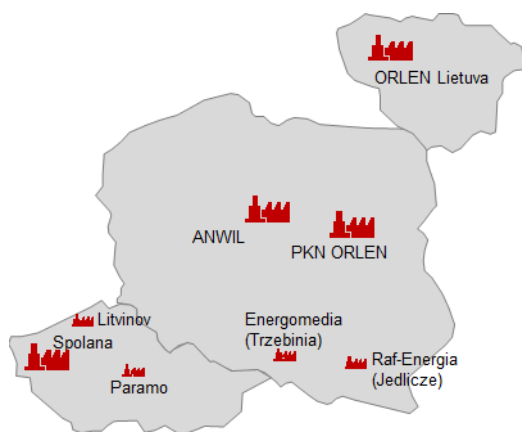 ORLEN Lietuva
ANWIL
PKN ORLEN
Litvinov
Spolana
Paramo
Energomedia
(Trzebinia)
Raf-Energia
(Jedlicze)